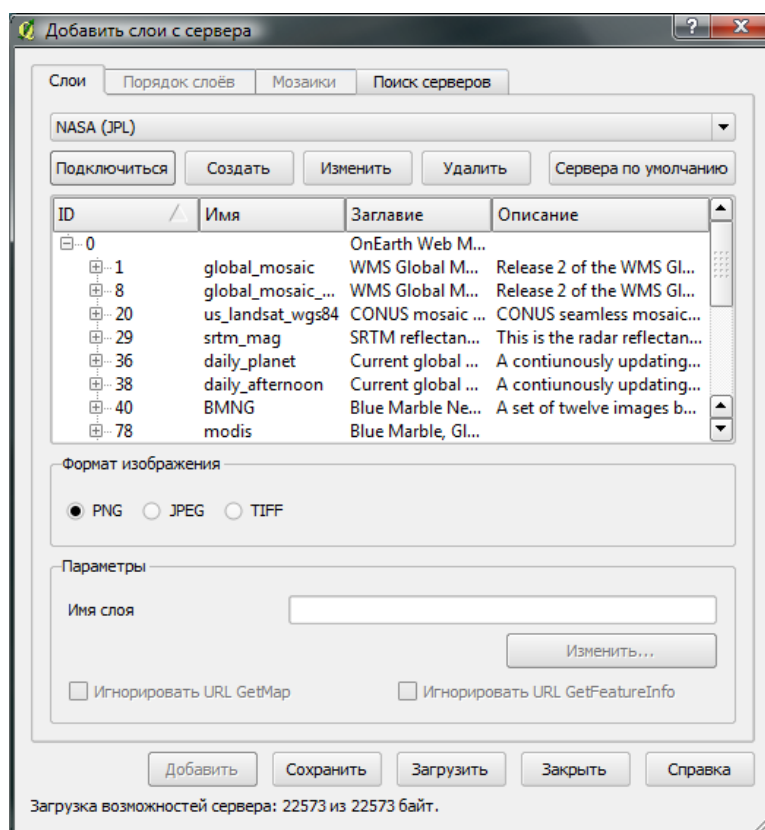 Добавить слои с сервера
Слои Порядок слоёв Мозаики Поиск серверов
NASA (JPL)
Подключиться Создать Изменить Удалить Сервера по умолчанию
ID Имя Заглавие Описание
0 OnEarth Web M...
1 global_mosaic WMS Global M... Release 2 of the WMS Gl...
8 global_mosaic_... WMS Global M... Release 2 of the WMS Gl...
20 us_landsat_wgs84 CONUS mosaic ... CONUS seamless mosaic...
29 srtm_mag SRTM reflectan... This is the radar reflectan...
36 daily_planet Current global ... A contiunously updating...
38 daily_afternoon Current global ... A contiunously updating...
40 BMNG Blue Marble Ne... A set of twelve images b...
78 modis Blue Marble, Gl...
Формат изображения
PNG JPEG TIFF
Параметры
Имя слоя
Изменить...
Игнорировать URL GetMap Игнорировать URL GetFeatureInfo
Добавить Сохранить Загрузить Закрыть Справка
Загрузка возможностей сервера: 22573 из 22573 байт.